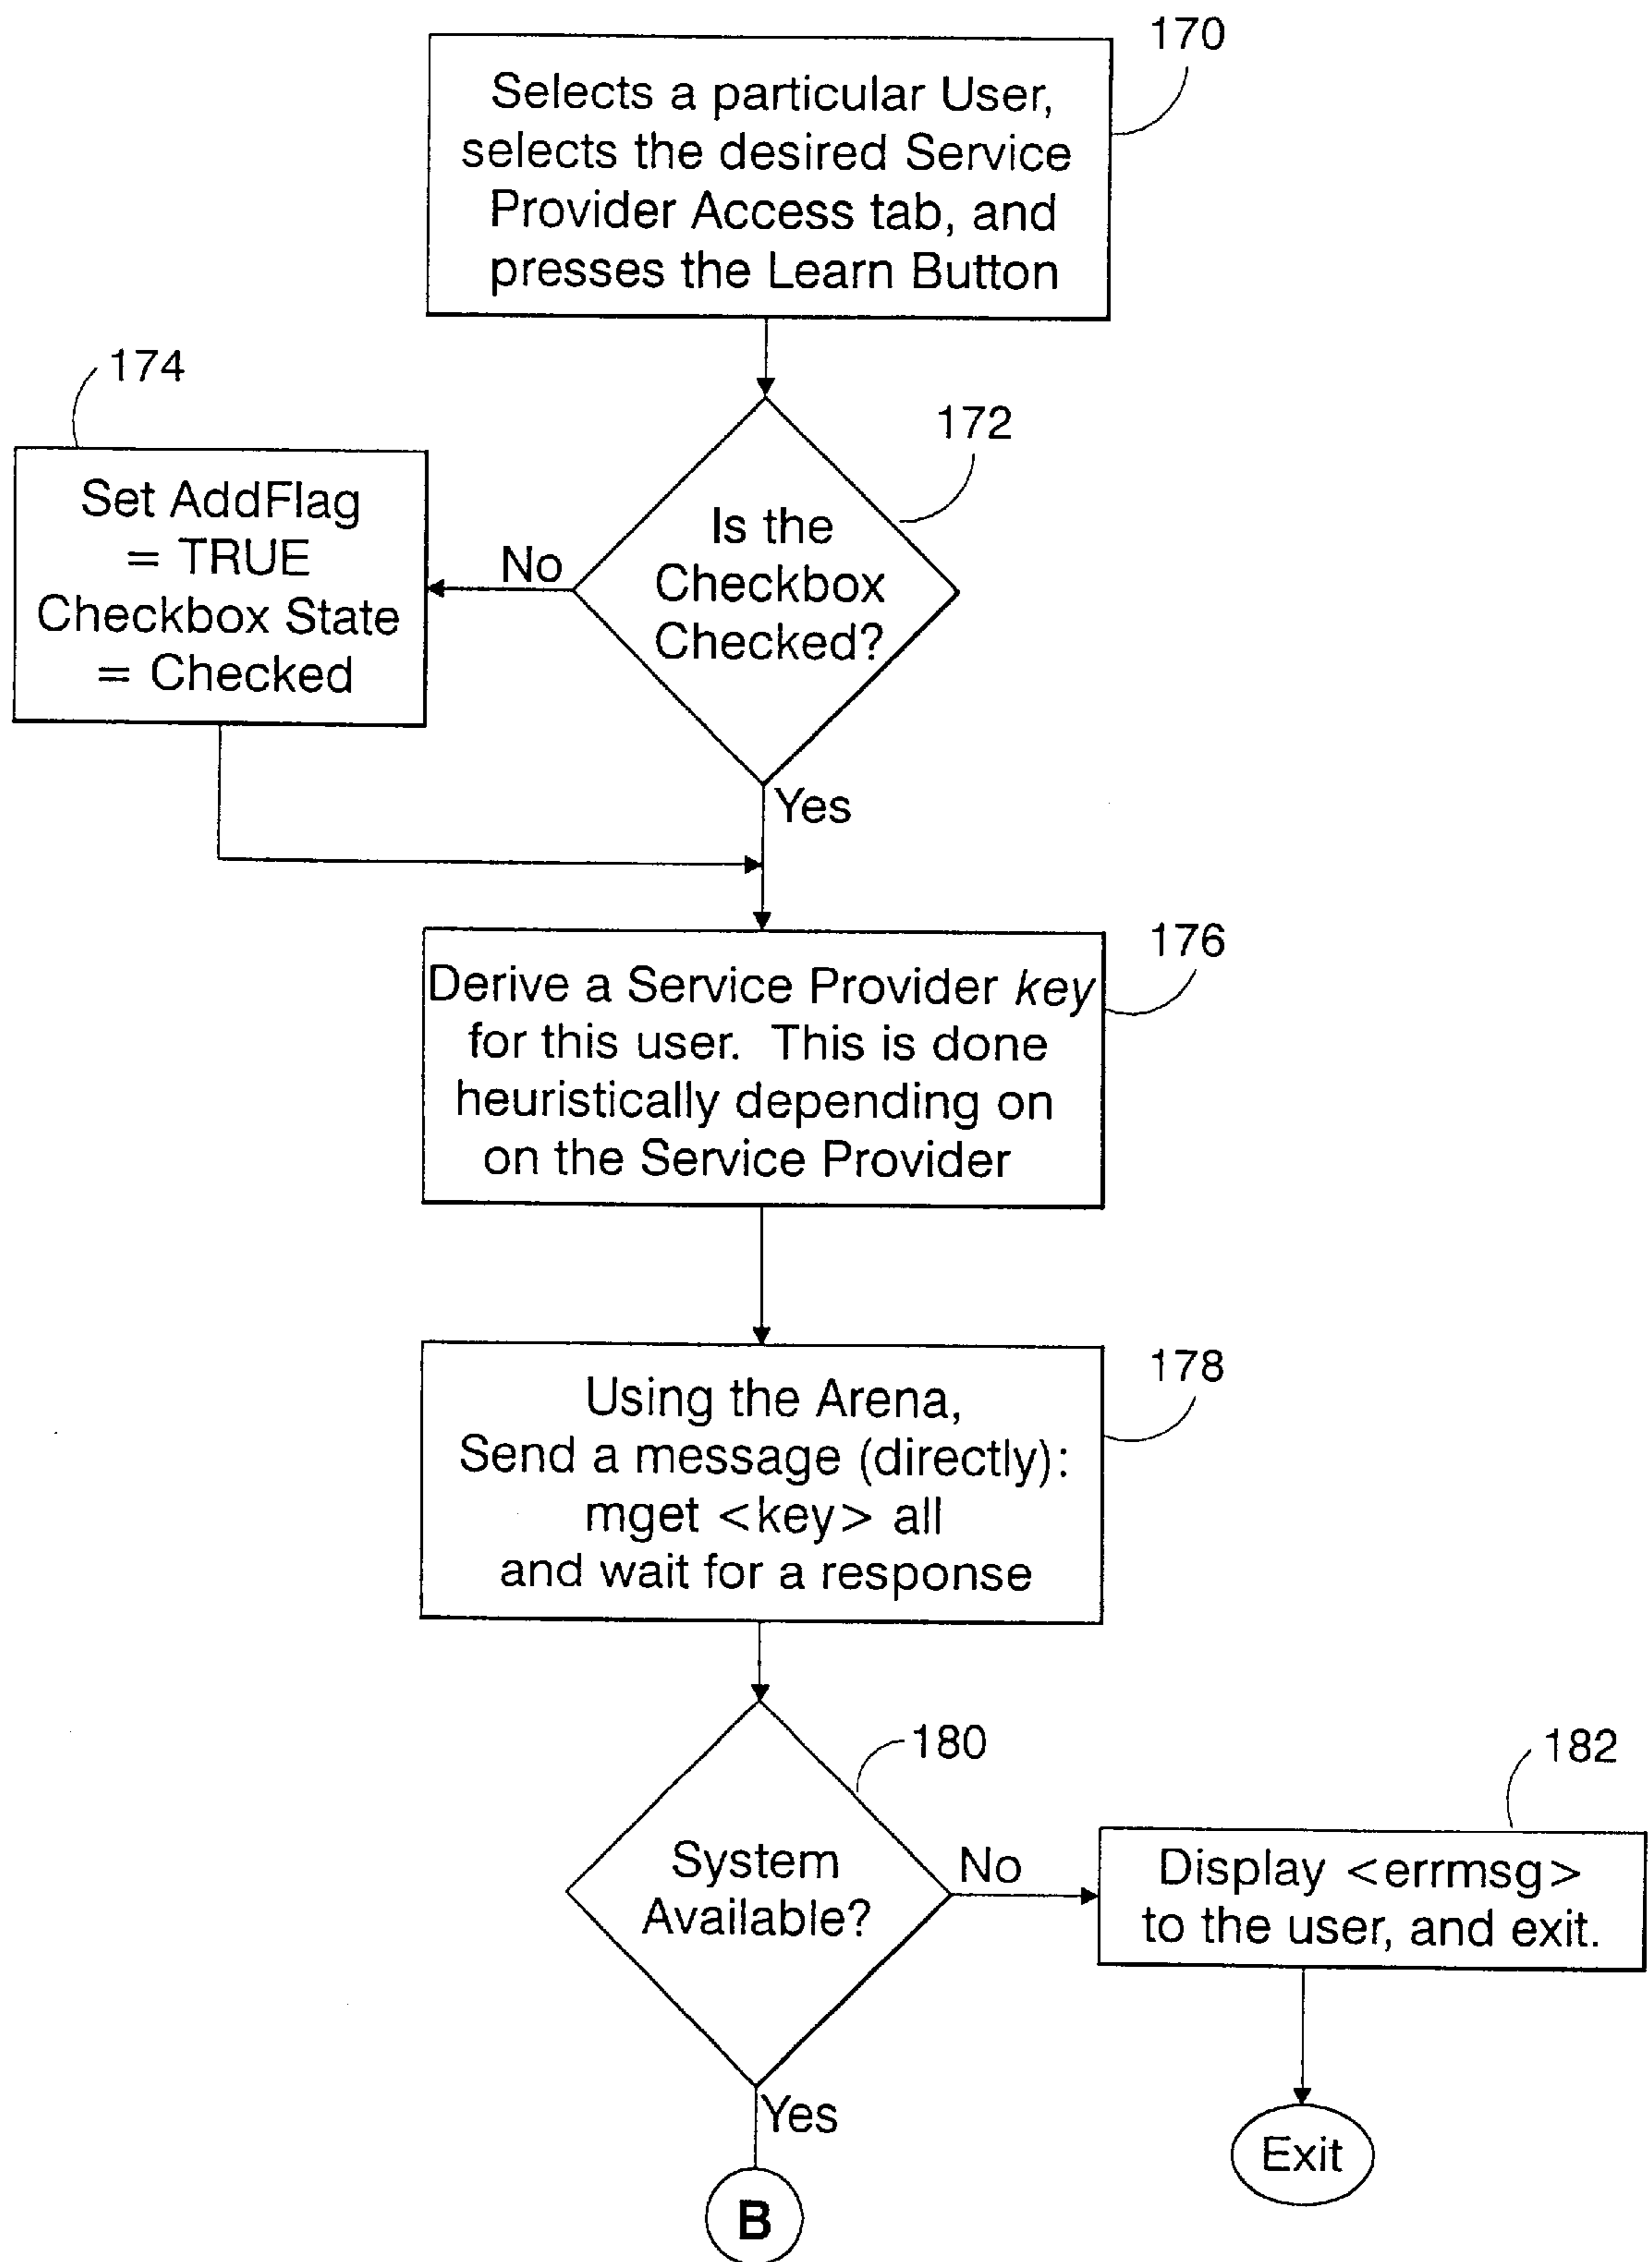 170
Selects a particular User,
selects the desired Service
Provider Access tab, and
presses the Learn Button
174
172
Set AddFlag
= TRUE
Checkbox State
= Checked
No
Is the
Checkbox
Checked?
Yes
176
Derive a Service Provider key
for this user. This is done
heuristically depending on
on the Service Provider
178
Using the Arena,
Send a message (directly):
mget <key> all
and wait for a response
180
182
System
Available?
No
Display <errmsg>
to the user, and exit.
Yes
Exit
B